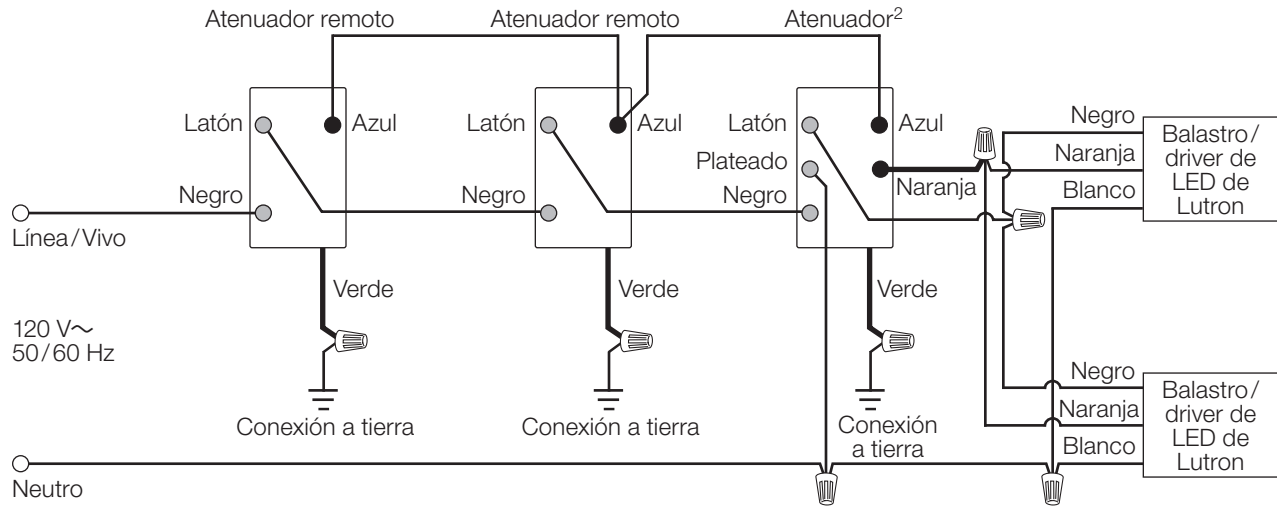 Atenuador remoto
Atenuador remoto
Atenuador2
Latón
Azul
Latón
Azul
Latón
Azul
Plateado
Negro
Negro
Negro
Naranja
Línea/Vivo
Verde
Verde
Verde
120 V~
50/60 Hz
Conexión a tierra
Conexión a tierra
Conexión
a tierra
Neutro
Negro
Naranja
Blanco
Balastro/
driver de
LED de
Lutron
Negro
Naranja
Blanco
Balastro/
driver de
LED de
Lutron